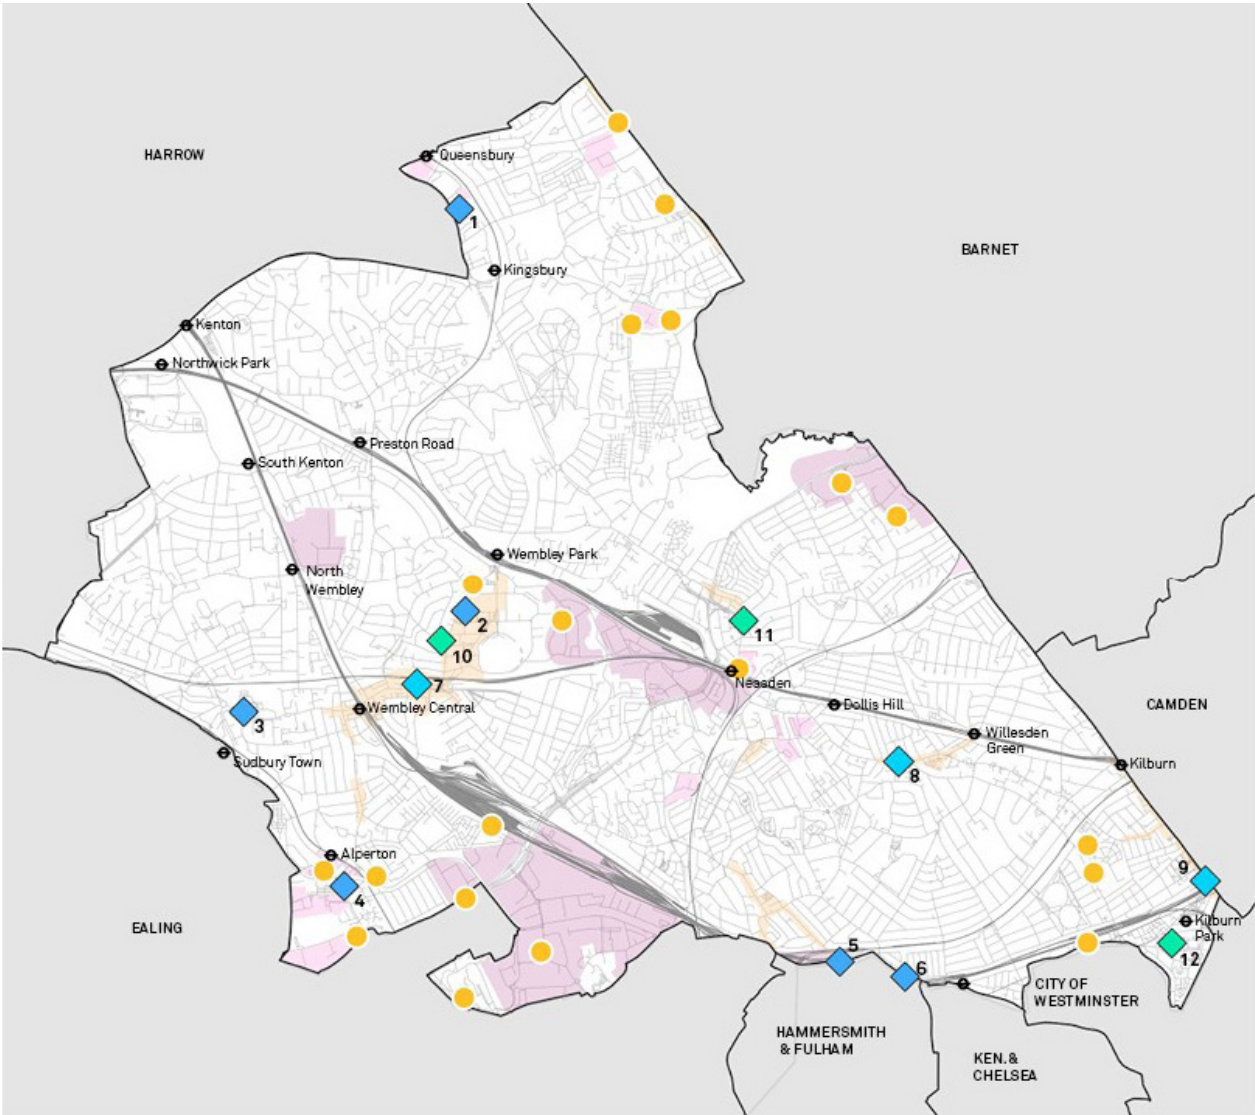 HARROW
Queensbury
1
BARNET
Kingsbury
Kenton
Northwick Park
Preston Road
South Kenton
Wembley Park
North
Wembley
2
11
10
Neasden
7
Dollis Hill
CAMDEN
Wembley Central
3
Willesden
Green
Sudbury Town
Kilburn
8
Alperton
9
4
EALING
Kilburn
Park
5
12
6
CITY OF
WESTMINSTER
HAMMERSMITH
& FULHAM
KEN. &
CHELSEA